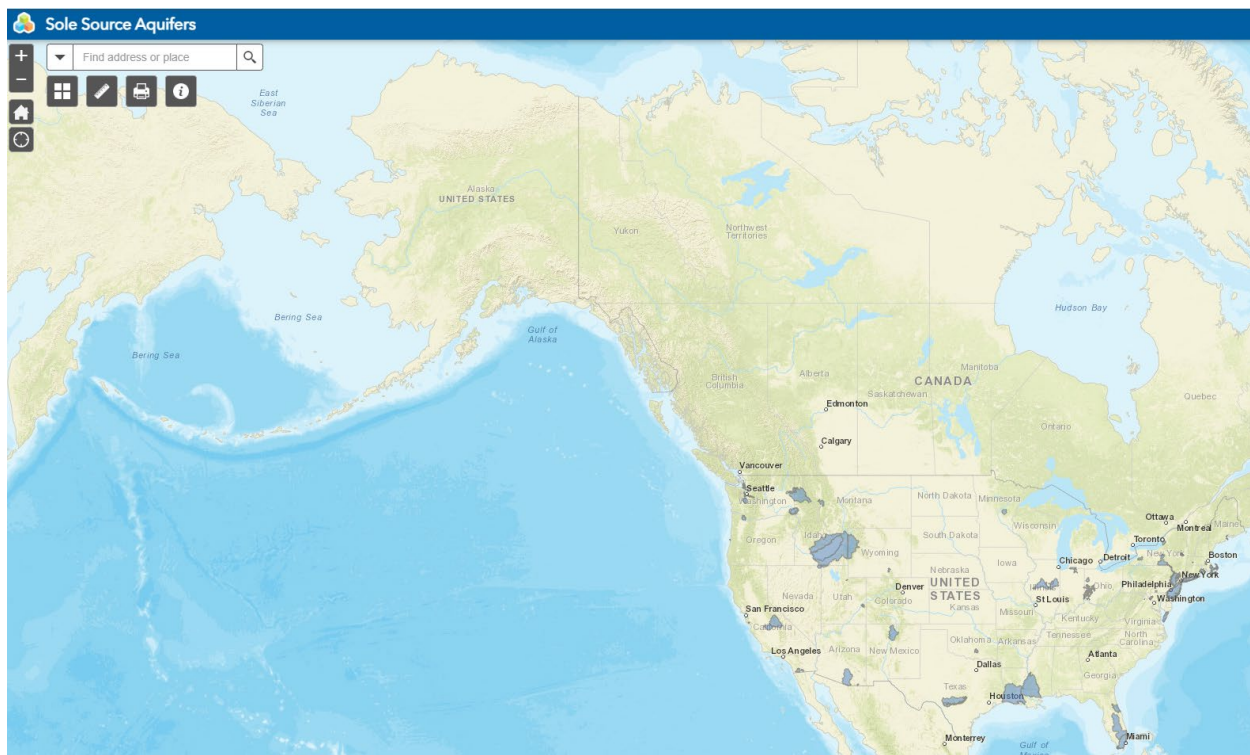 Sole Source Aquifers
+
Find address or place
−
i
East
Siberian
Sea
Alaska
UNITED STATES
Yukon
Northwest
Territories
Bering Sea
Gulf of
Alaska
Bering Sea
Hudson Bay
British
Columbia
Alberta
Manitoba
CANADA
Saskatchewan
Quebec
Edmonton
Ontario
Calgary
Vancouver
Seattle
Washington
Montana
North Dakota
Minnesota
Ottawa
Montreal
Maine
Oregon
Idaho
Wyoming
South Dakota
Wisconsin
Toronto
New York
Boston
Chicago
Detroit
Iowa
Nebraska
Denver
UNITED
STATES
Philadelphia
New York
Ohio
Washington
Nevada
Utah
Colorado
Kansas
Missouri
St Louis
Kentucky
Virginia
San Francisco
California
Los Angeles
Arizona
New Mexico
Oklahoma
Arkansas
Tennessee
North
Carolina
Dallas
Atlanta
Georgia
Texas
Houston
Miami
Monterrey
Gulf of